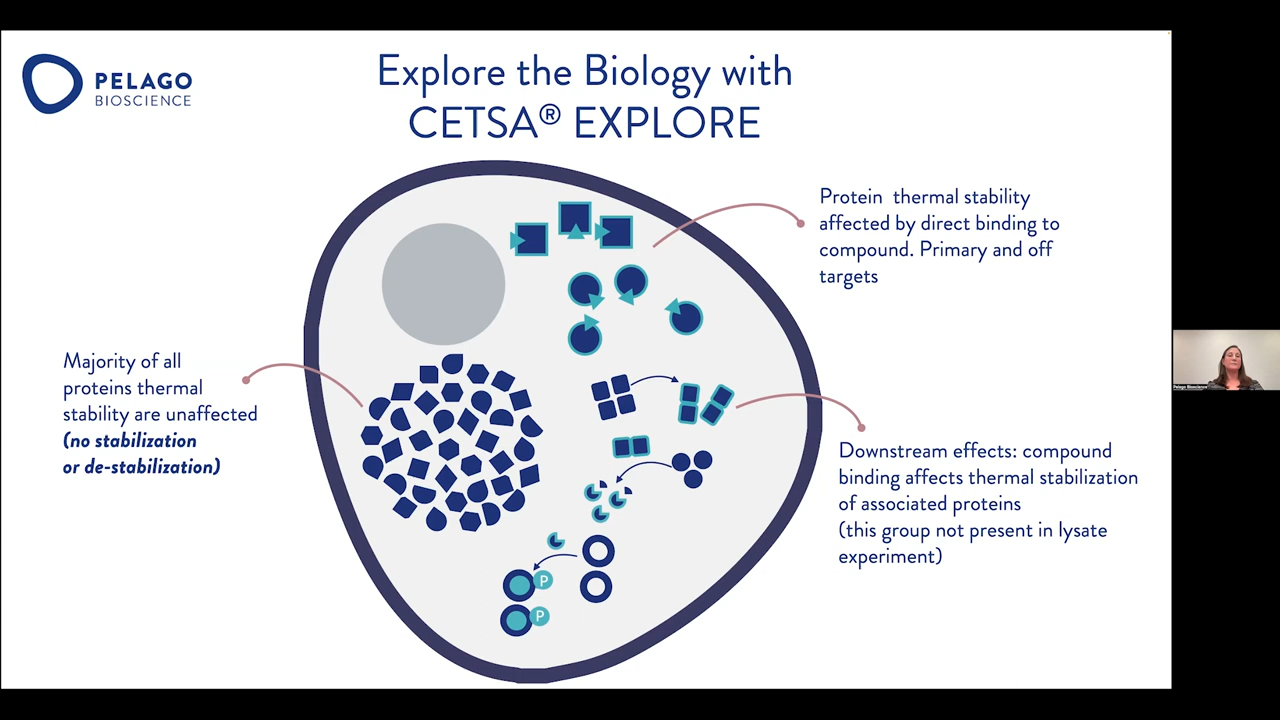 PELAGO
BIOSCIENCE
Explore the Biology with
CETSA® EXPLORE
Protein thermal stability
affected by direct binding to
compound. Primary and off
targets
Majority of all
proteins thermal
stability are unaffected
(no stabilization
or de-stabilization)
Downstream effects: compound
binding affects thermal stabilization
of associated proteins
(this group not present in lysate
experiment)
P
P
Pelago Bioscience